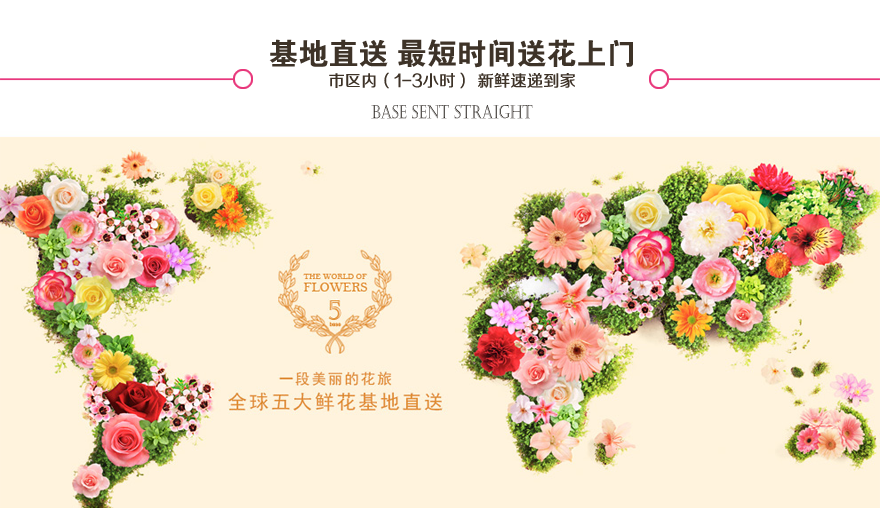 基地直送 最短时间送花上门
市区内（1-3小时） 新鲜速递到家
BASE SENT STRAIGHT
THE WORLD OF
FLOWERS
5
base
一段美丽的花旅
全球五大鲜花基地直送